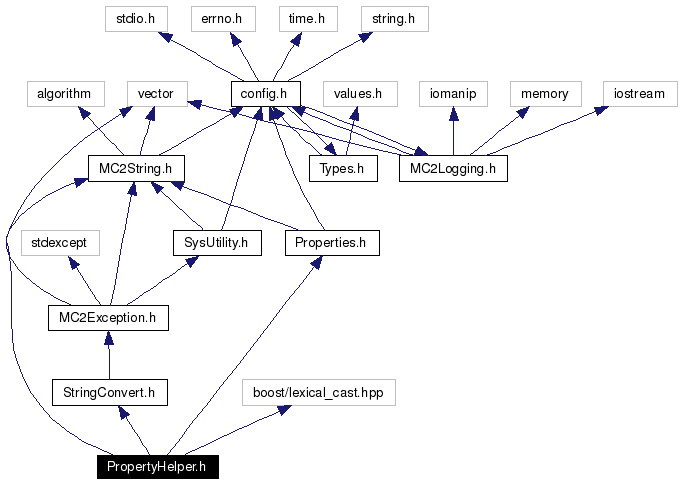 stdio.h
errno.h
time.h
string.h
algorithm
vector
config.h
values.h
iomanip
memory
iostream
MC2String.h
Types.h
MC2Logging.h
stdexcept
SysUtility.h
Properties.h
MC2Exception.h
StringConvert.h
boost/lexical_cast.hpp
PropertyHelper.h